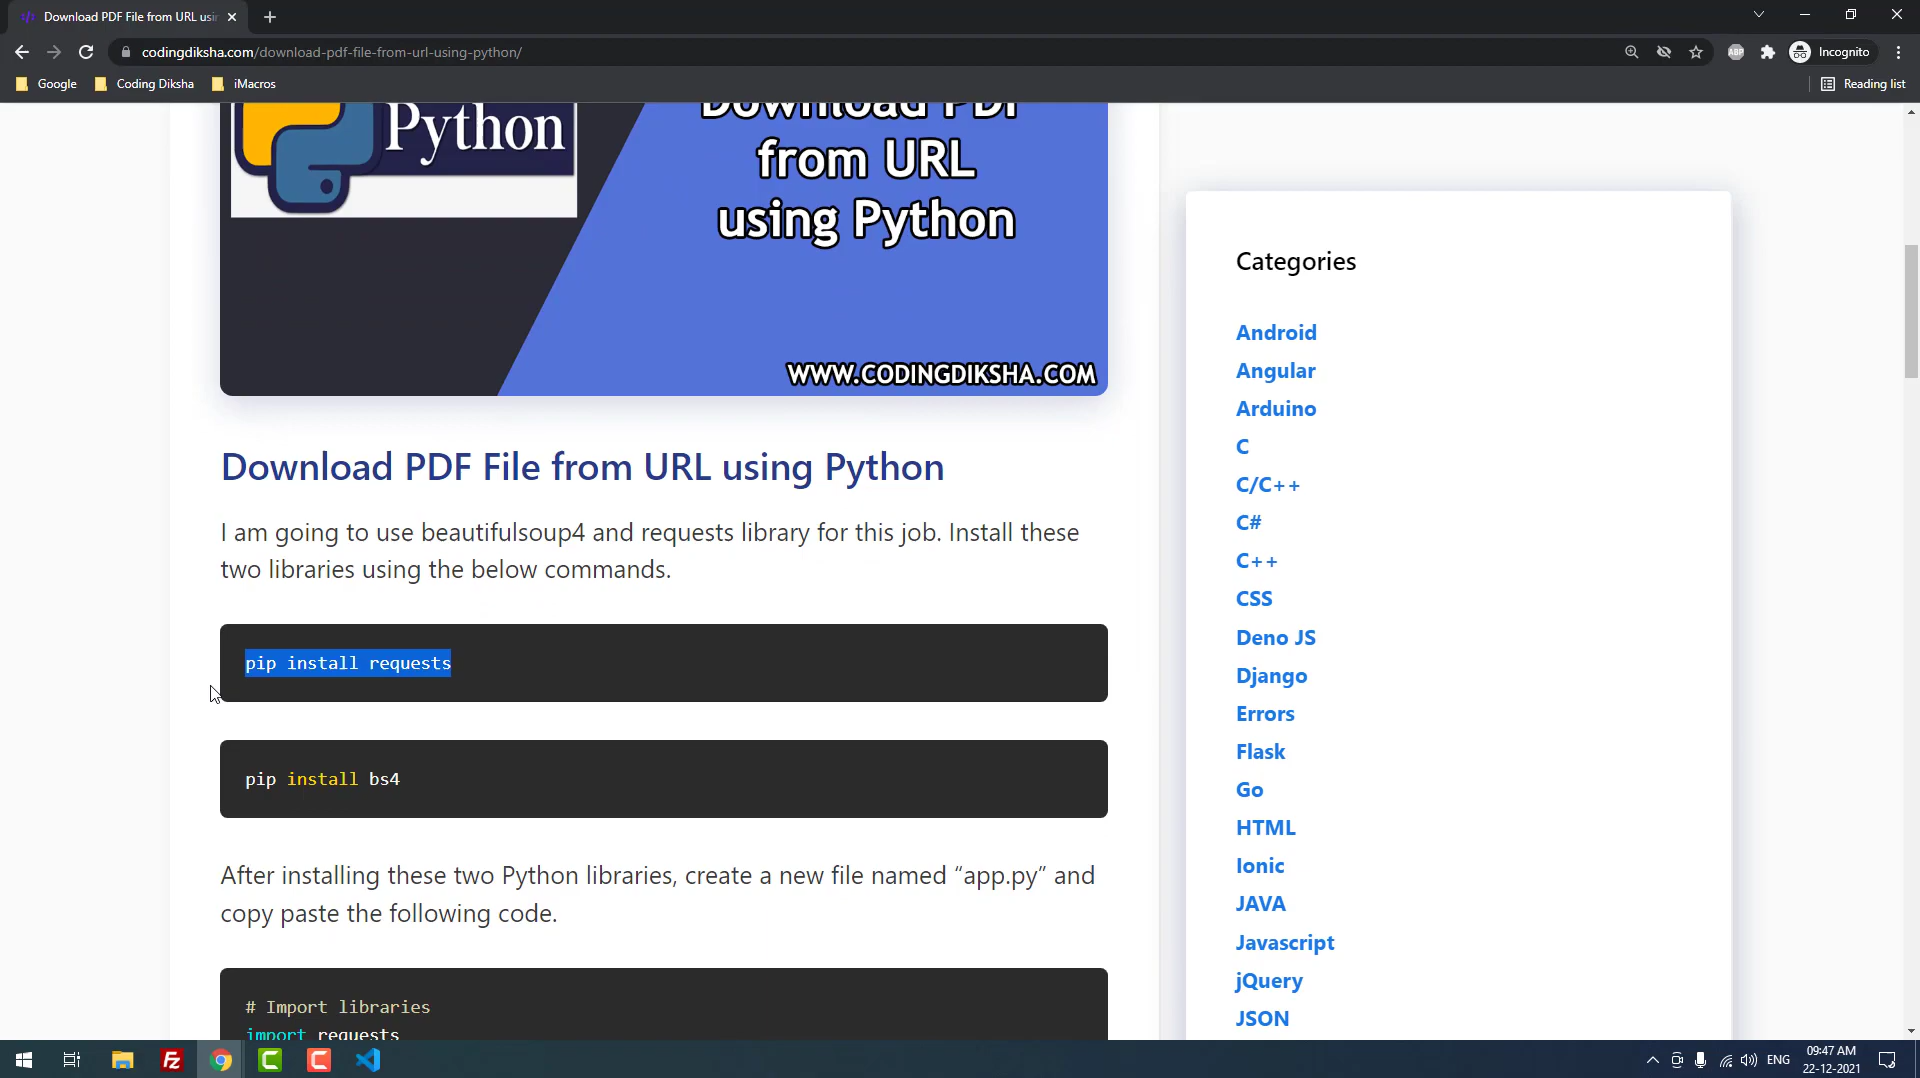 Download PDF File from URL usin
codingdiksha.com/download-pdf-file-from-url-using-python/
ABP
Incognito
Google
Coding Diksha
iMacros
Reading list
Python
Download PDF
from URL
using Python
WWW.CODINGDIKSHA.COM
Download PDF File from URL using Python
I am going to use beautifulsoup4 and requests library for this job. Install these
two libraries using the below commands.
pip install requests
pip install bs4
After installing these two Python libraries, create a new file named “app.py” and
copy paste the following code.
# Import libraries
import requests
Categories
Android
Angular
Arduino
C
C/C++
C#
C++
CSS
Deno JS
Django
Errors
Flask
Go
HTML
Ionic
JAVA
Javascript
jQuery
JSON
Fz
C
C
ENG
09:47 AM
22-12-2021